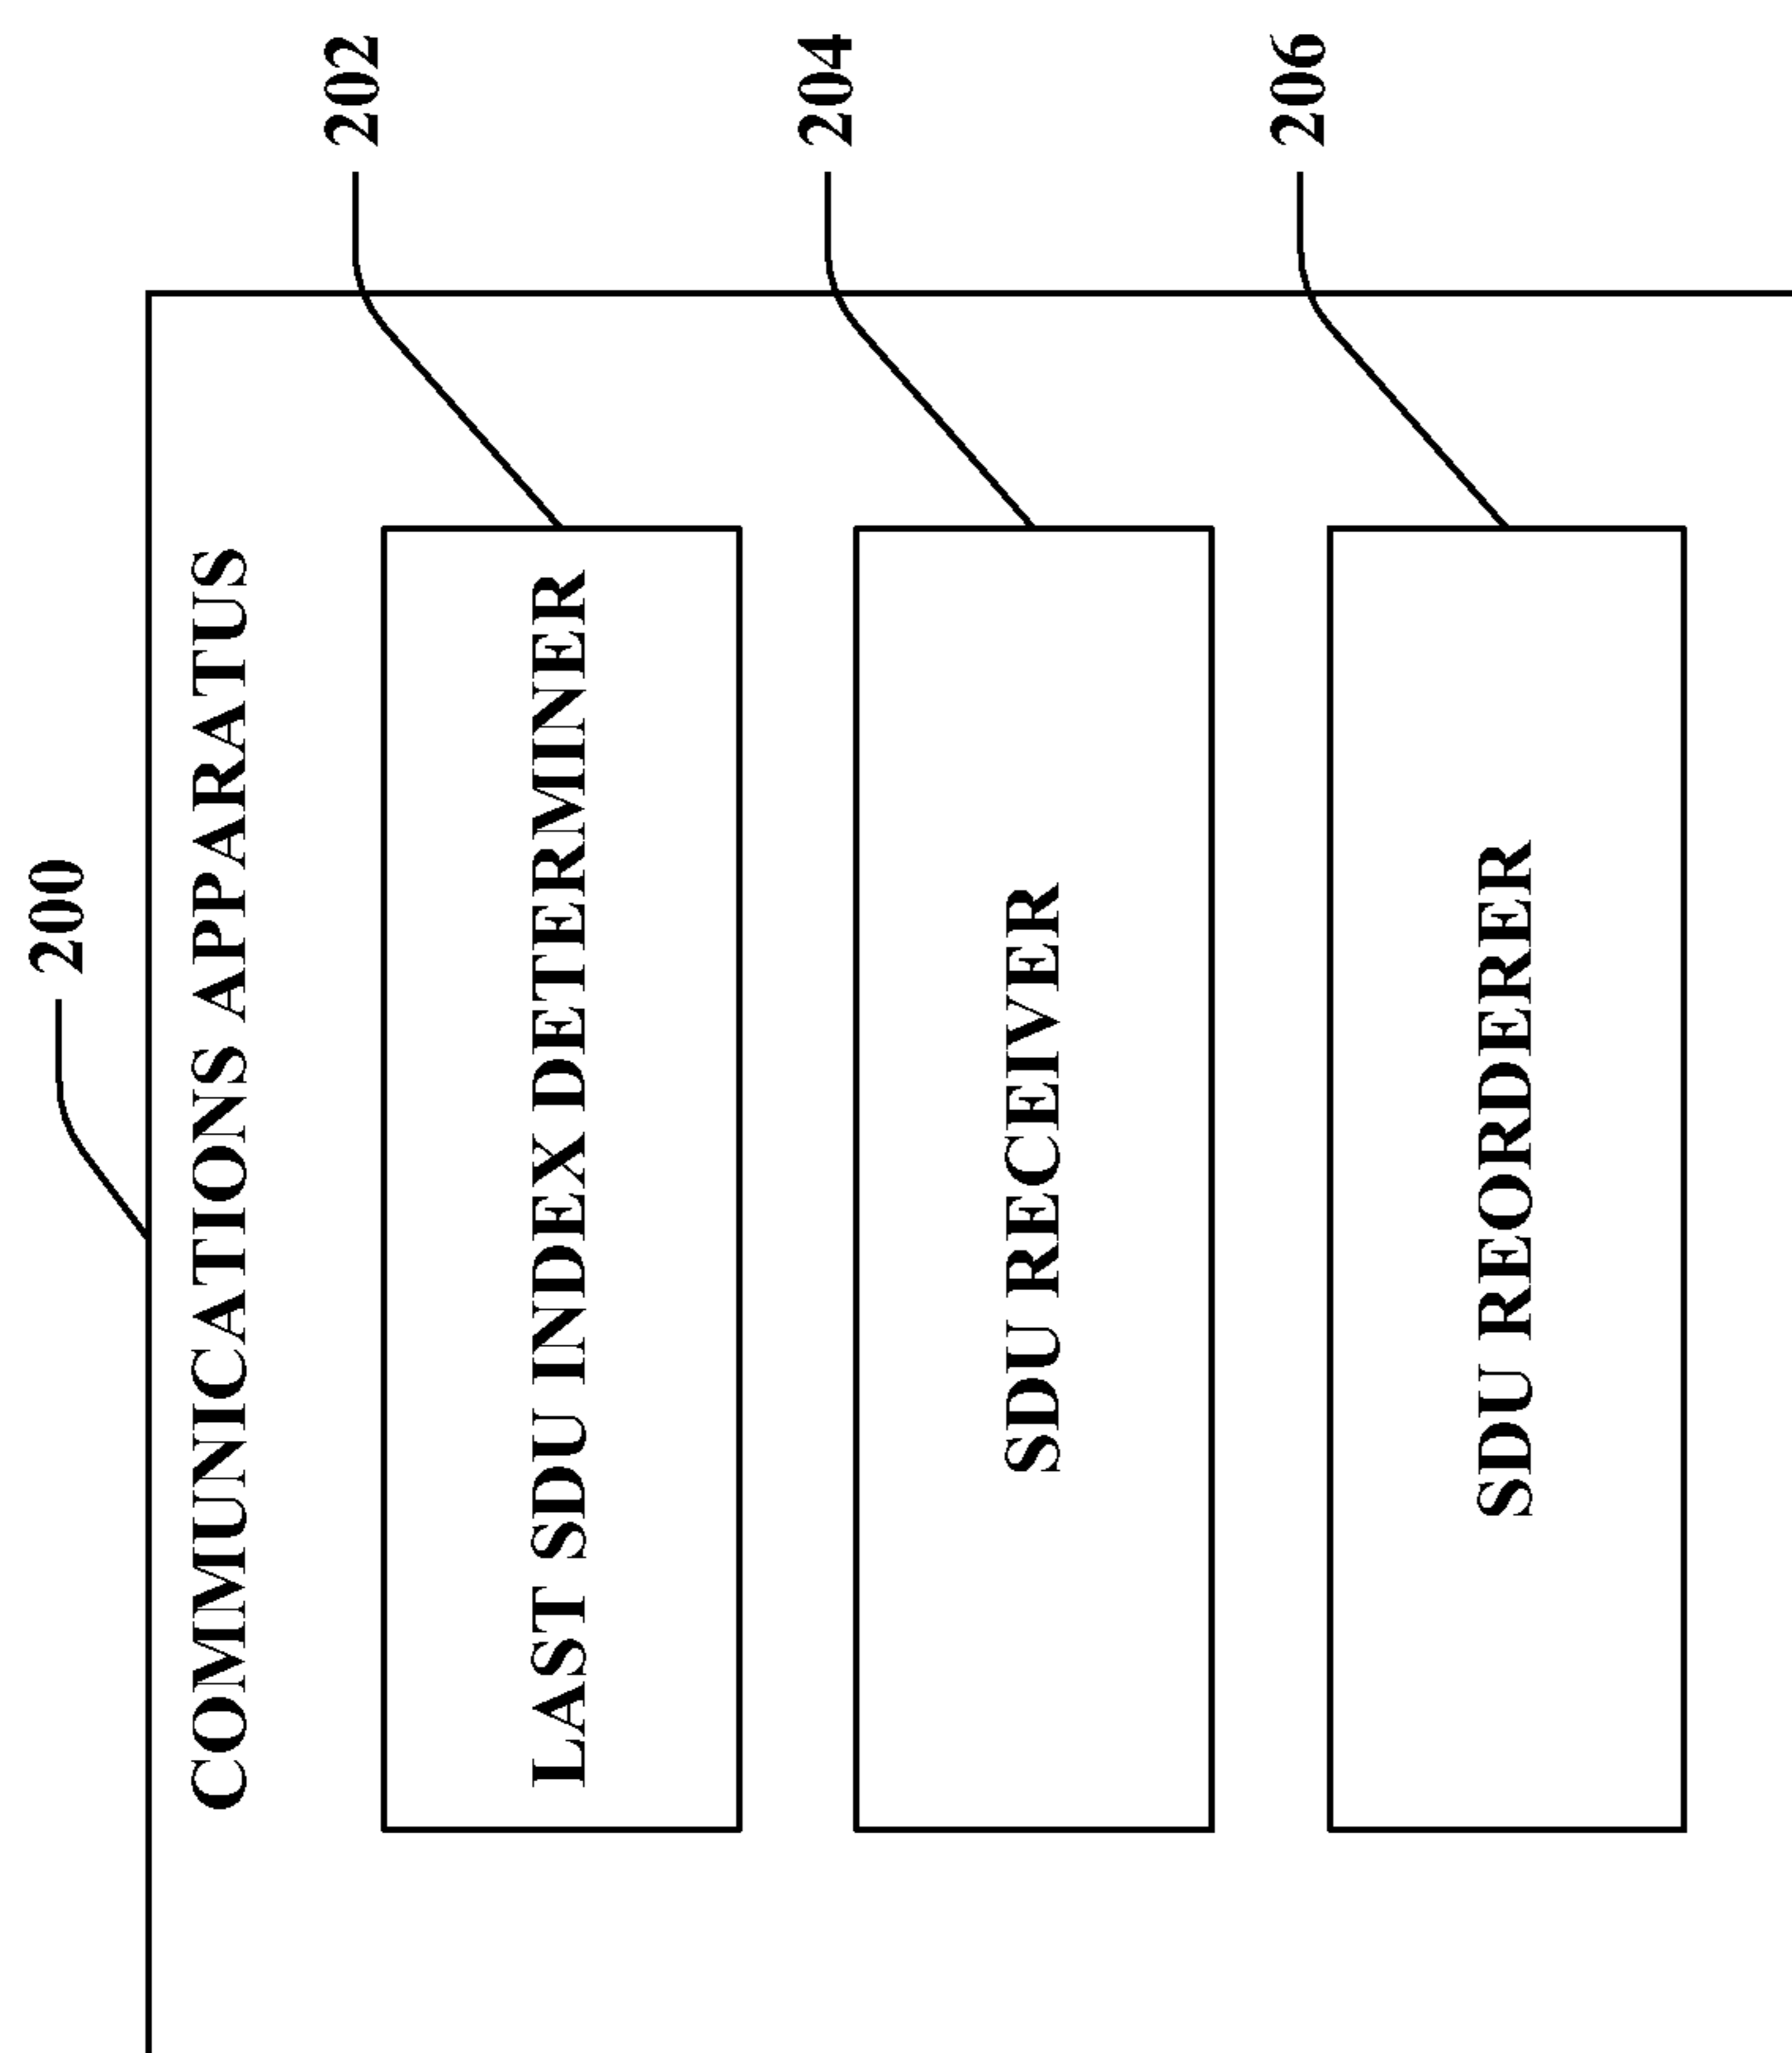 200
COMMUNICATIONS APPARATUS
202
LAST SDU INDEX DETERMINER
204
SDU RECEIVER
206
SDU REORDERER